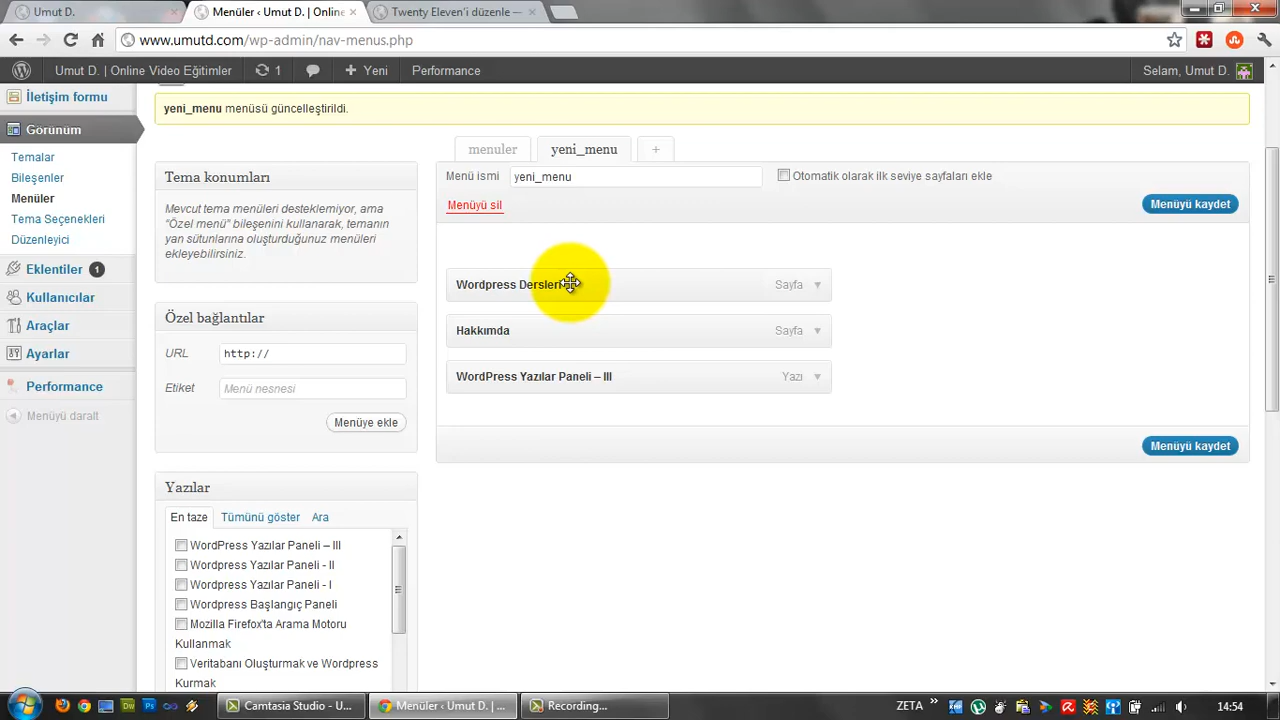 Umut D.
Menüler ‹ Umut D. | Online
Twenty Eleven'i düzenle —
www.umutd.com/wp-admin/nav-menus.php
Umut D. | Online Video Eğitimler
1
Yeni
Performance
Selam, Umut D.
İletişim formu
Görünüm
Temalar
Bileşenler
Menüler
Tema Seçenekleri
Düzenleyici
Eklentiler 1
Kullanıcılar
Araçlar
Ayarlar
Performance
Menüyü daralt
yeni_menu menüsü güncelleştirildi.
Tema konumları
Mevcut tema menüleri desteklemiyor, ama
“Özel menü” bileşenini kullanarak, temanın
yan sütunlarına oluşturduğunuz menüleri
ekleyebilirsiniz.
Özel bağlantılar
URL http://
Etiket Menü nesnesi
Menüye ekle
Yazılar
En taze Tümünü göster Ara
WordPress Yazılar Paneli – III
Wordpress Yazılar Paneli - II
Wordpress Yazılar Paneli - I
Wordpress Başlangıç Paneli
Mozilla Firefox'ta Arama Motoru
Kullanmak
Veritabanı Oluşturmak ve Wordpress
Kurmak
menuler yeni_menu +
Menü ismi yeni_menu
Otomatik olarak ilk seviye sayfaları ekle
Menüyü sil
Menüyü kaydet
Wordpress Dersleri Sayfa
Hakkımda Sayfa
WordPress Yazılar Paneli – III Yazı
Menüyü kaydet
Camtasia Studio - U...
Menüler ‹ Umut D. | ...
Recording...
ZETA
14:54